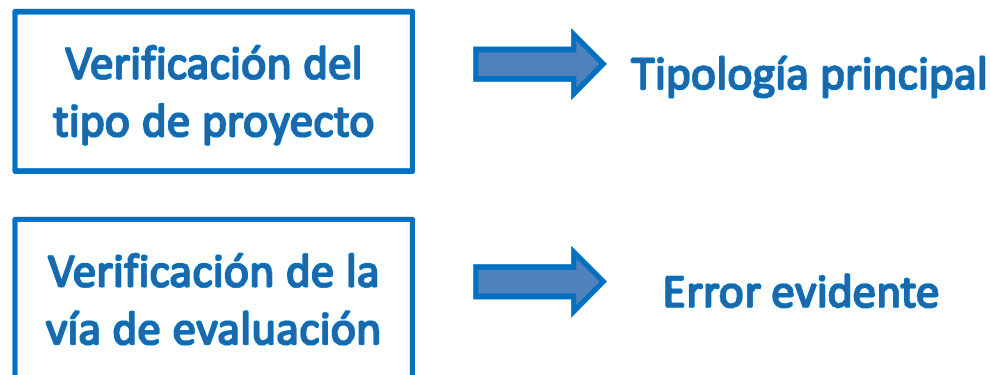 Verificación del
tipo de proyecto
Tipología principal
Verificación de la
vía de evaluación
Error evidente